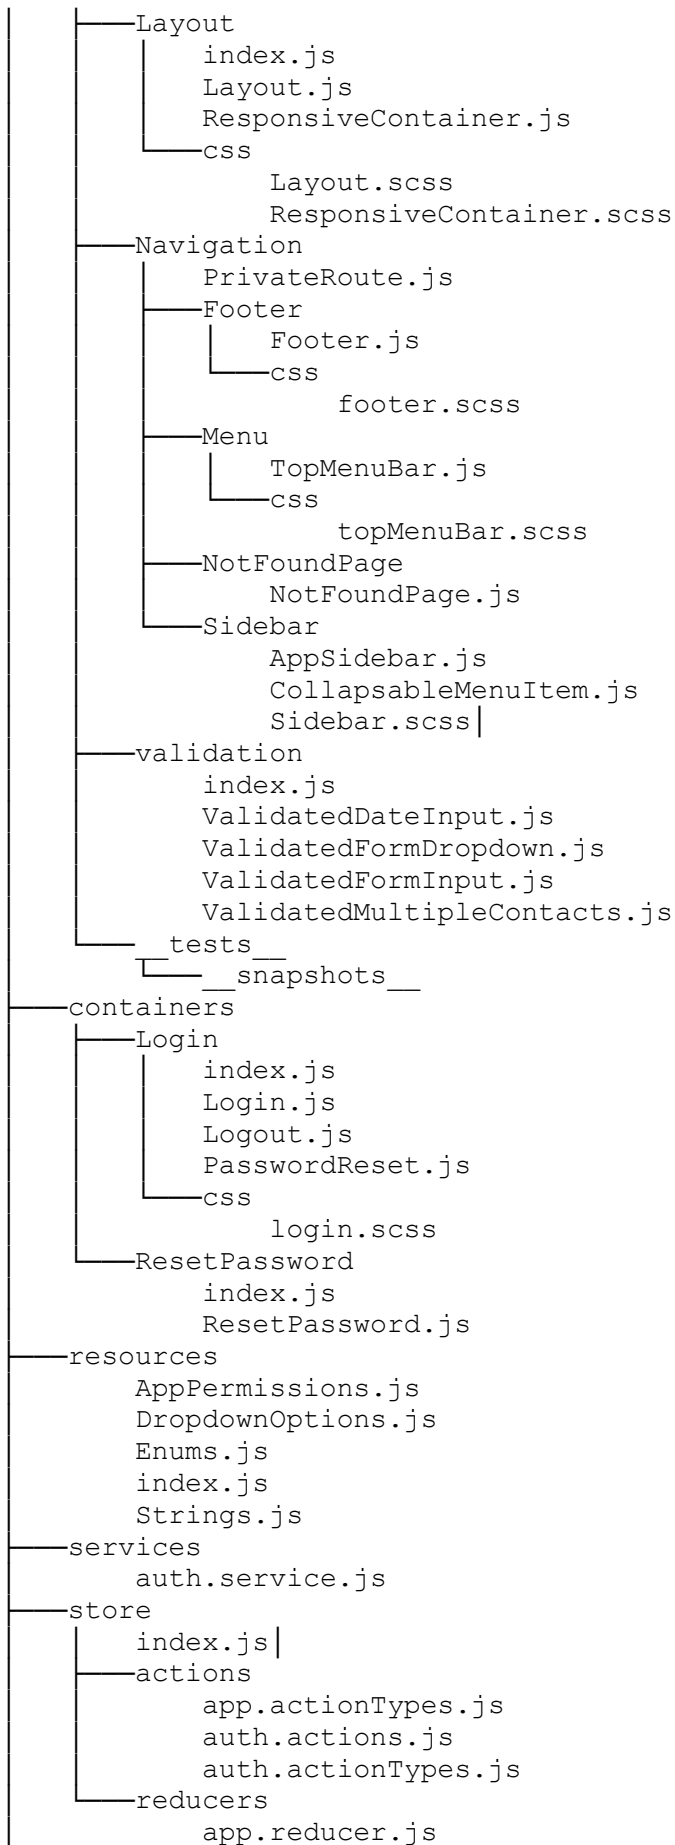 Layout
index.js
Layout.js
ResponsiveContainer.js
css
Layout.scss
ResponsiveContainer.scss
Navigation
PrivateRoute.js
Footer
Footer.js
css
footer.scss
Menu
TopMenuBar.js
css
topMenuBar.scss
NotFoundPage
NotFoundPage.js
Sidebar
AppSidebar.js
CollapsableMenuItem.js
Sidebar.scss|
validation
index.js
ValidatedDateInput.js
ValidatedFormDropdown.js
ValidatedFormInput.js
ValidatedMultipleContacts.js
__tests__
__snapshots__
containers
Login
index.js
Login.js
Logout.js
PasswordReset.js
css
login.scss
ResetPassword
index.js
ResetPassword.js
resources
AppPermissions.js
DropdownOptions.js
Enums.js
index.js
Strings.js
services
auth.service.js
store
index.js|
actions
app.actionTypes.js
auth.actions.js
auth.actionTypes.js
reducers
app.reducer.js